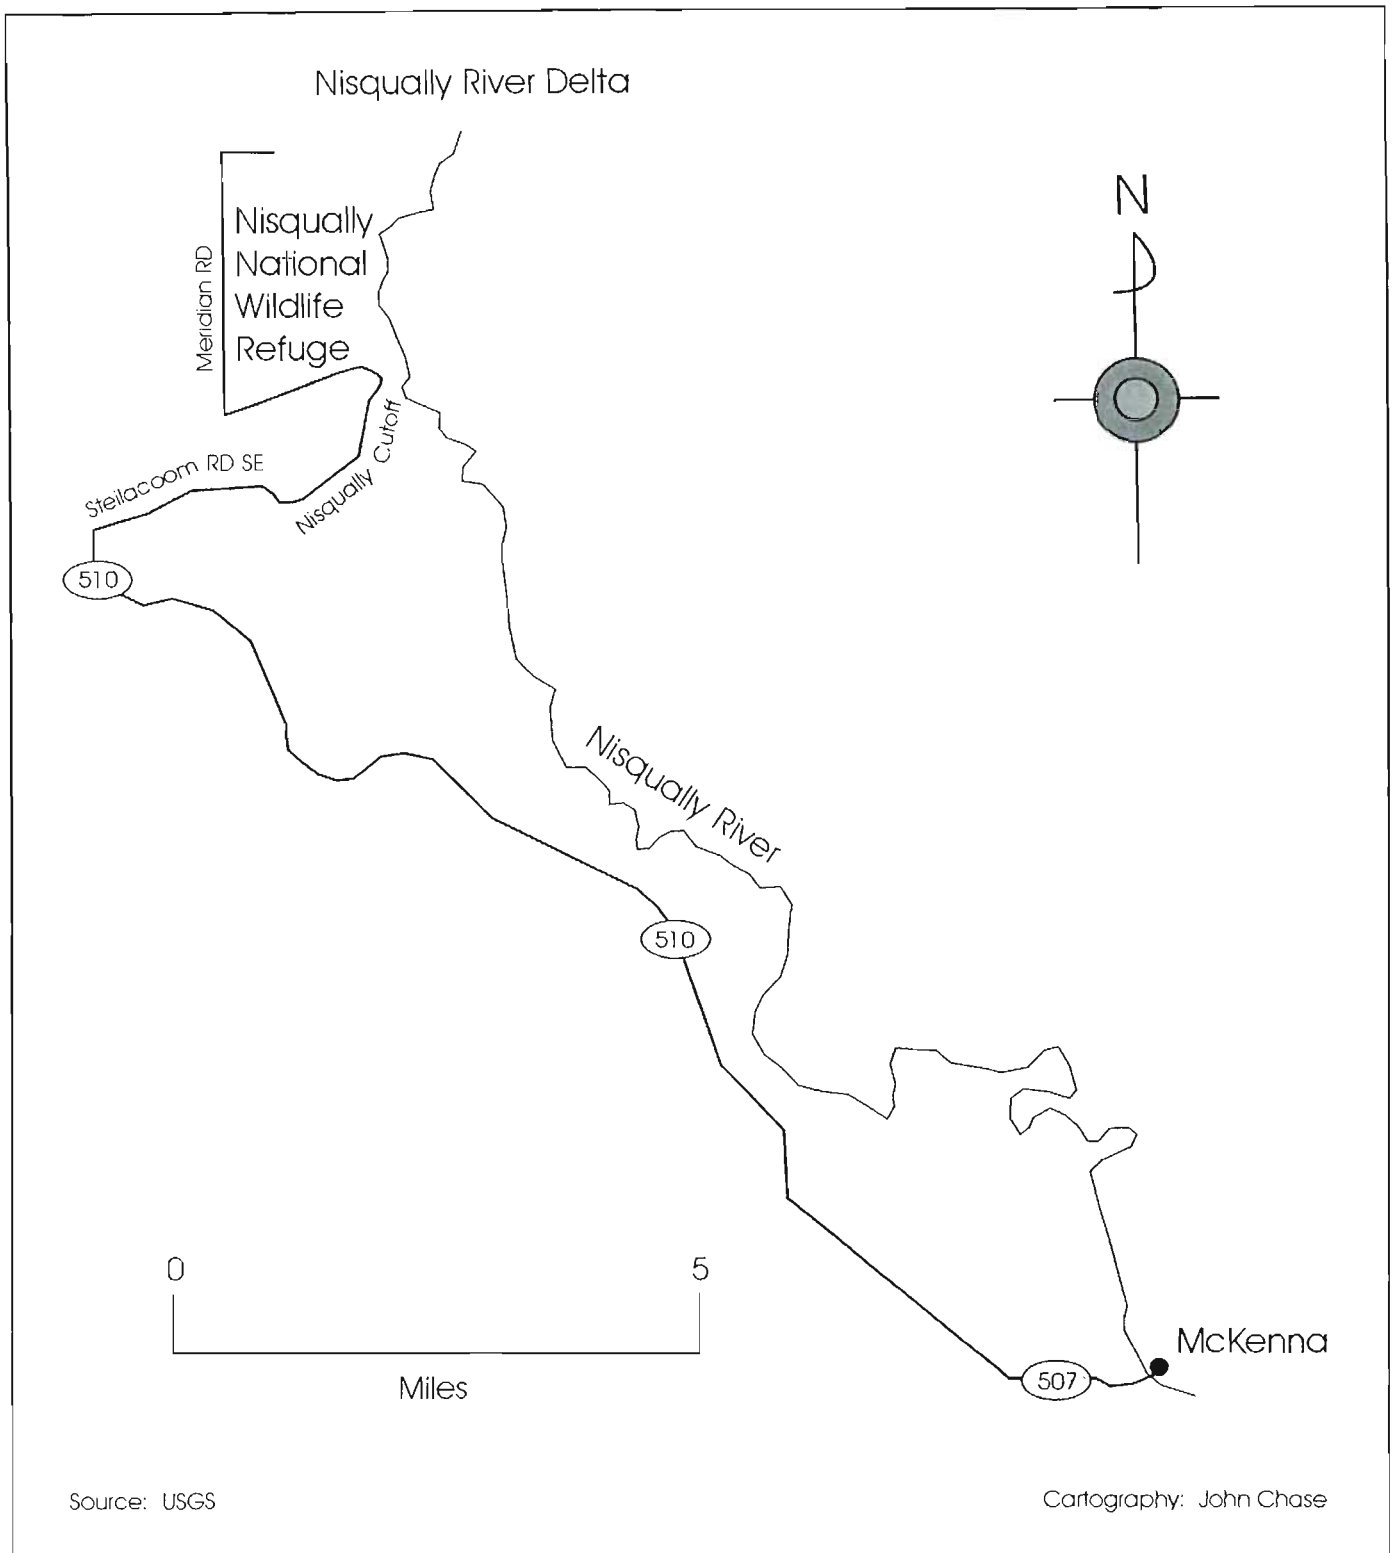 Nisqually River Delta
N
Nisqually
National
Wildlife
Refuge
Meridian RD
Nisqually Cutoff
Steilacoom RD SE
510
Nisqually River
510
0 5
Miles
McKenna
507
Source: USGS
Cartography: John Chase